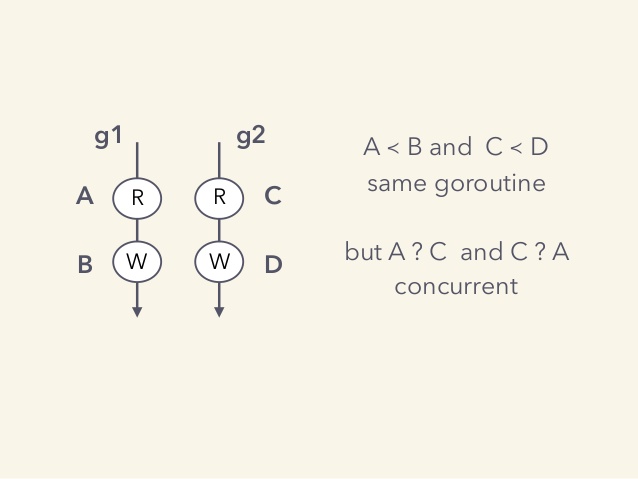 g1 g2
A R R C
B W W D
A ≺ B and C ≺ D
same goroutine
but A ? C and C ? A
concurrent